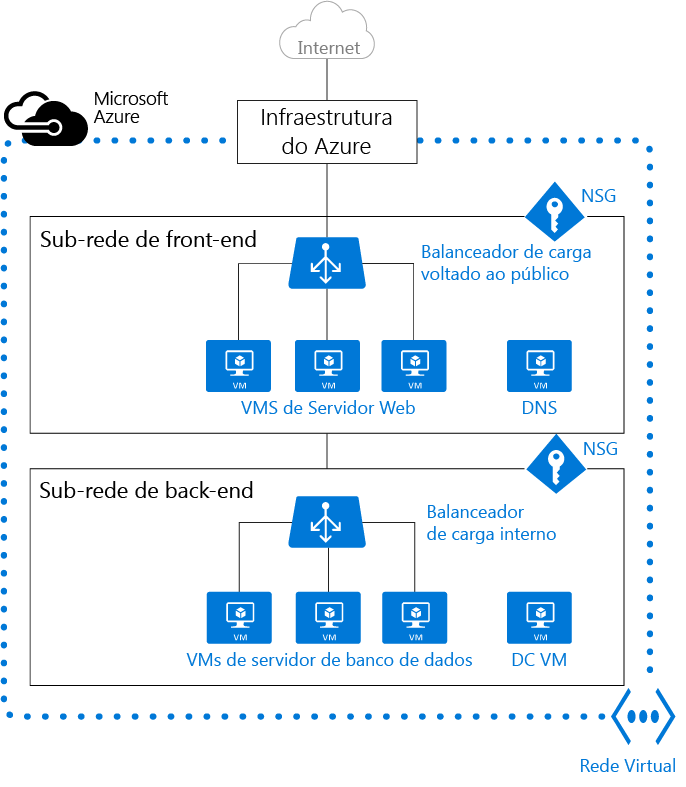 Internet
Microsoft
Azure
Infraestrutura
do Azure
NSG
Sub-rede de front-end
Balanceador de carga
voltado ao público
VM
VM
VM
VM
VMS de Servidor Web
DNS
NSG
Sub-rede de back-end
Balanceador
de carga interno
VM
VM
VM
VM
VMs de servidor de banco de dados
DC VM
Rede Virtual